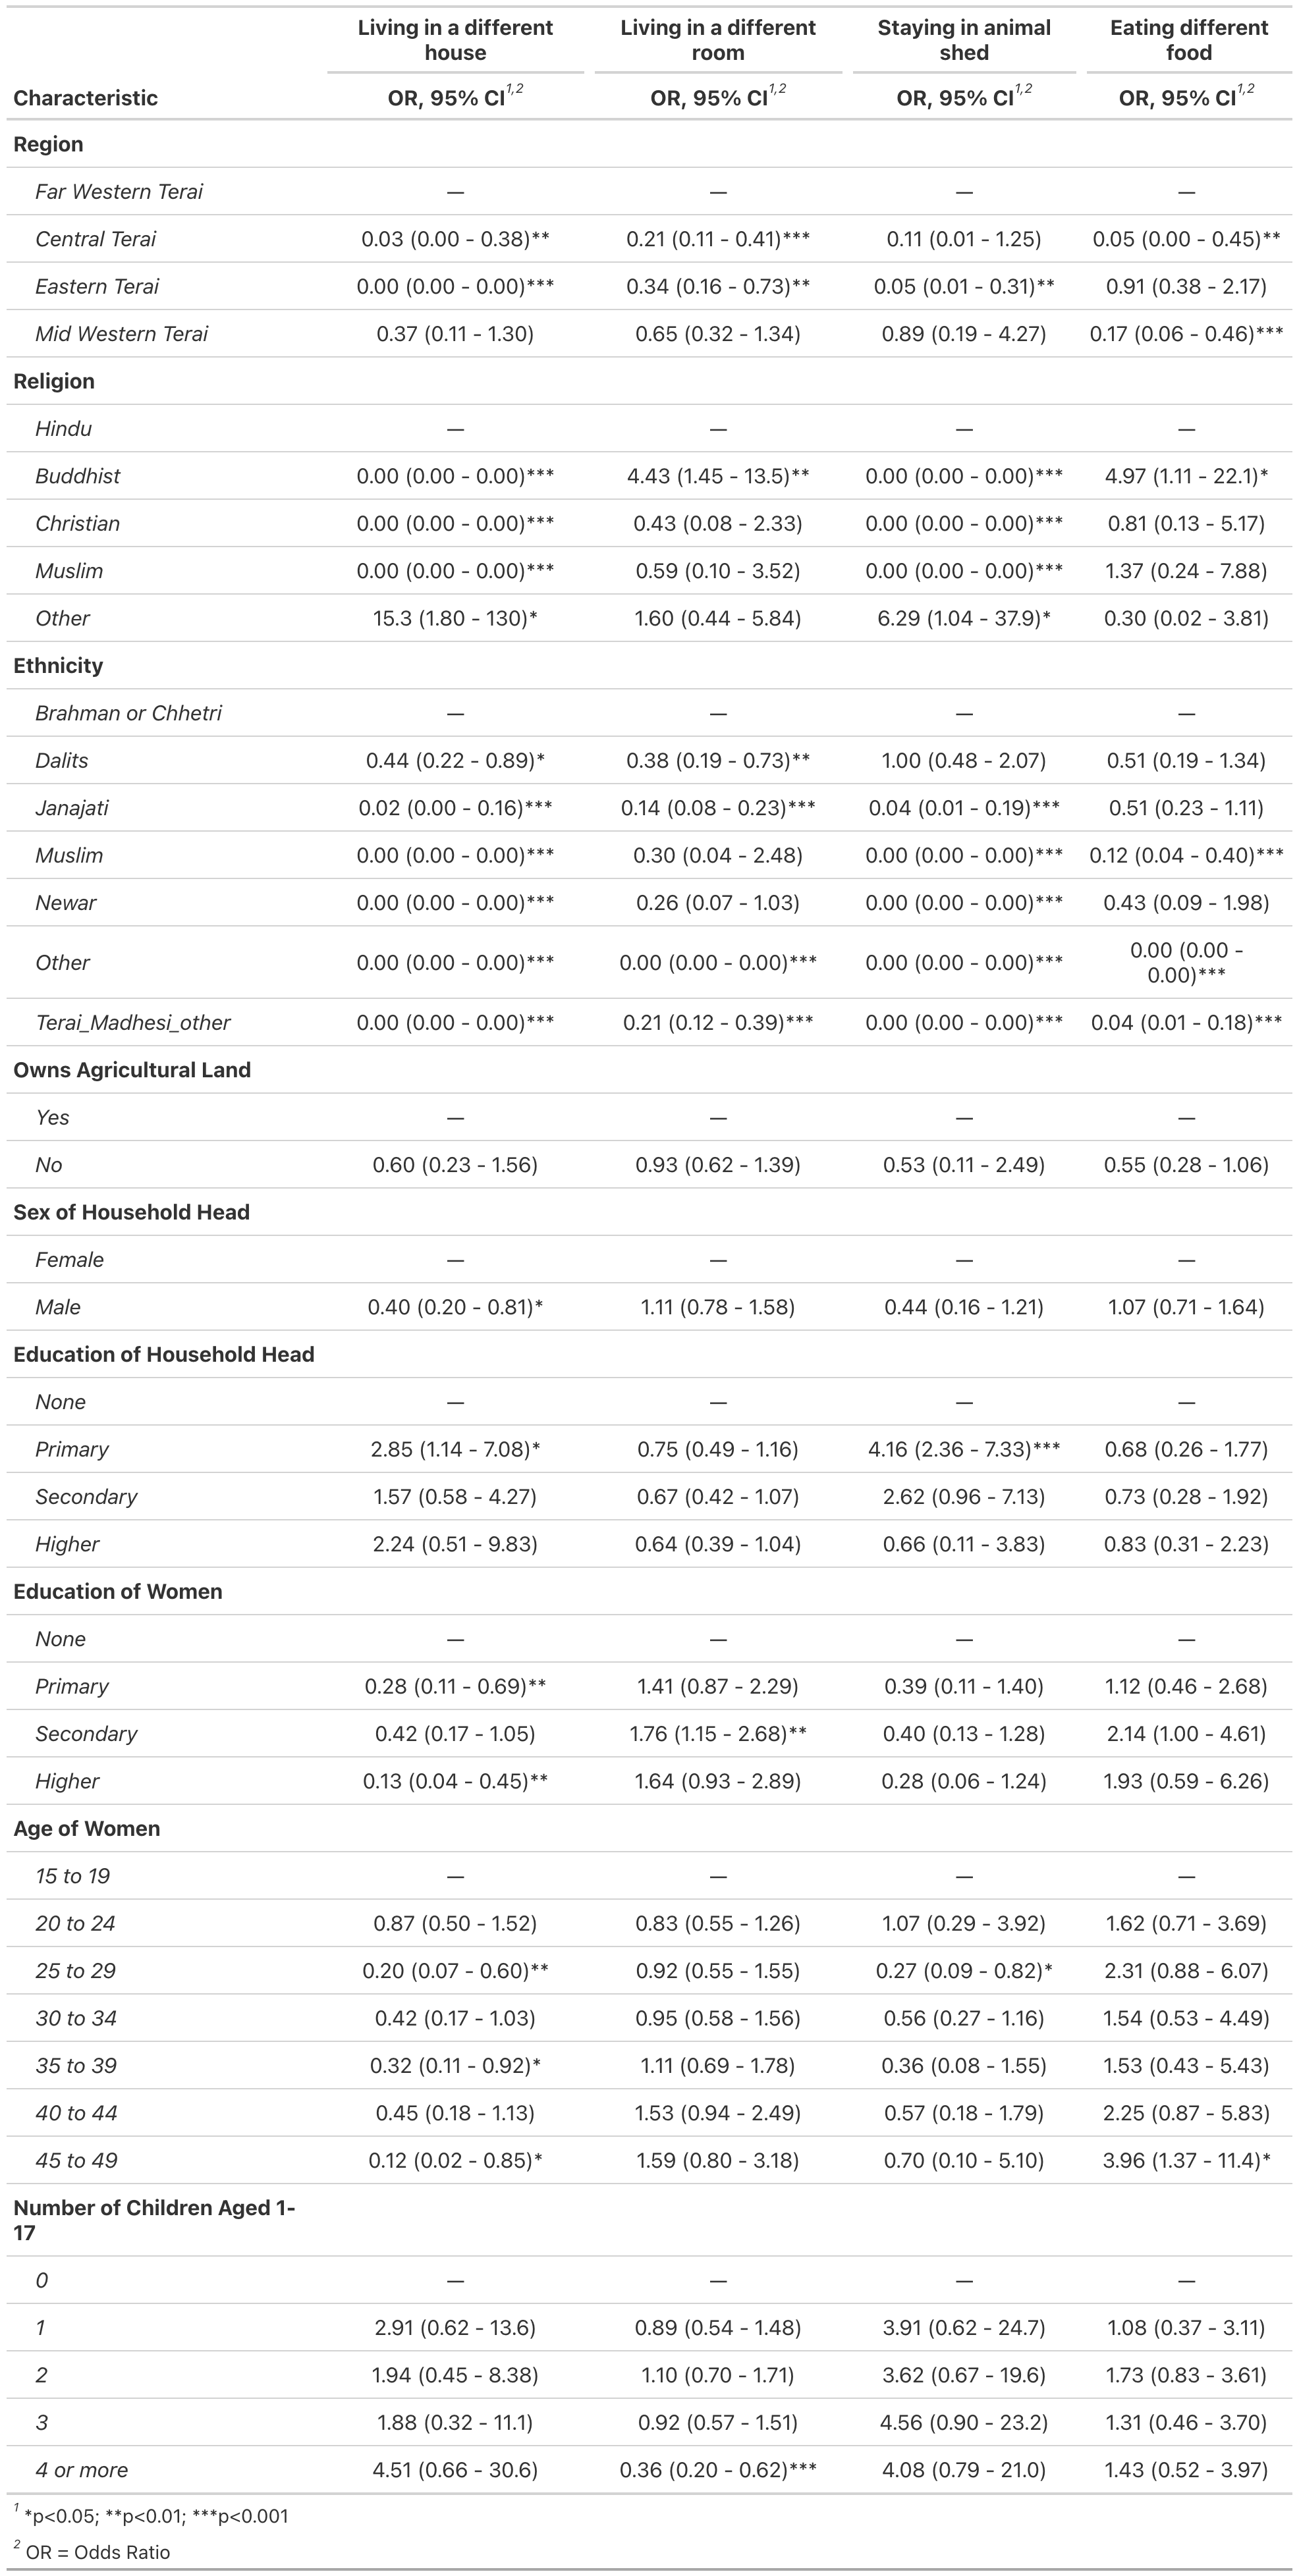 Living in a different house Living in a different room Staying in animal shed Eating different food
Characteristic OR, 95% CI1,2 OR, 95% CI1,2 OR, 95% CI1,2 OR, 95% CI1,2
Region
Far Western Terai — — — —
Central Terai 0.03 (0.00 - 0.38)** 0.21 (0.11 - 0.41)*** 0.11 (0.01 - 1.25) 0.05 (0.00 - 0.45)**
Eastern Terai 0.00 (0.00 - 0.00)*** 0.34 (0.16 - 0.73)** 0.05 (0.01 - 0.31)** 0.91 (0.38 - 2.17)
Mid Western Terai 0.37 (0.11 - 1.30) 0.65 (0.32 - 1.34) 0.89 (0.19 - 4.27) 0.17 (0.06 - 0.46)***
Religion
Hindu — — — —
Buddhist 0.00 (0.00 - 0.00)*** 4.43 (1.45 - 13.5)** 0.00 (0.00 - 0.00)*** 4.97 (1.11 - 22.1)*
Christian 0.00 (0.00 - 0.00)*** 0.43 (0.08 - 2.33) 0.00 (0.00 - 0.00)*** 0.81 (0.13 - 5.17)
Muslim 0.00 (0.00 - 0.00)*** 0.59 (0.10 - 3.52) 0.00 (0.00 - 0.00)*** 1.37 (0.24 - 7.88)
Other 15.3 (1.80 - 130)* 1.60 (0.44 - 5.84) 6.29 (1.04 - 37.9)* 0.30 (0.02 - 3.81)
Ethnicity
Brahman or Chhetri — — — —
Dalits 0.44 (0.22 - 0.89)* 0.38 (0.19 - 0.73)** 1.00 (0.48 - 2.07) 0.51 (0.19 - 1.34)
Janajati 0.02 (0.00 - 0.16)*** 0.14 (0.08 - 0.23)*** 0.04 (0.01 - 0.19)*** 0.51 (0.23 - 1.11)
Muslim 0.00 (0.00 - 0.00)*** 0.30 (0.04 - 2.48) 0.00 (0.00 - 0.00)*** 0.12 (0.04 - 0.40)***
Newar 0.00 (0.00 - 0.00)*** 0.26 (0.07 - 1.03) 0.00 (0.00 - 0.00)*** 0.43 (0.09 - 1.98)
Other 0.00 (0.00 - 0.00)*** 0.00 (0.00 - 0.00)*** 0.00 (0.00 - 0.00)*** 0.00 (0.00 - 0.00)***
Terai_Madhesi_other 0.00 (0.00 - 0.00)*** 0.21 (0.12 - 0.39)*** 0.00 (0.00 - 0.00)*** 0.04 (0.01 - 0.18)***
Owns Agricultural Land
Yes — — — —
No 0.60 (0.23 - 1.56) 0.93 (0.62 - 1.39) 0.53 (0.11 - 2.49) 0.55 (0.28 - 1.06)
Sex of Household Head
Female — — — —
Male 0.40 (0.20 - 0.81)* 1.11 (0.78 - 1.58) 0.44 (0.16 - 1.21) 1.07 (0.71 - 1.64)
Education of Household Head
None — — — —
Primary 2.85 (1.14 - 7.08)* 0.75 (0.49 - 1.16) 4.16 (2.36 - 7.33)*** 0.68 (0.26 - 1.77)
Secondary 1.57 (0.58 - 4.27) 0.67 (0.42 - 1.07) 2.62 (0.96 - 7.13) 0.73 (0.28 - 1.92)
Higher 2.24 (0.51 - 9.83) 0.64 (0.39 - 1.04) 0.66 (0.11 - 3.83) 0.83 (0.31 - 2.23)
Education of Women
None — — — —
Primary 0.28 (0.11 - 0.69)** 1.41 (0.87 - 2.29) 0.39 (0.11 - 1.40) 1.12 (0.46 - 2.68)
Secondary 0.42 (0.17 - 1.05) 1.76 (1.15 - 2.68)** 0.40 (0.13 - 1.28) 2.14 (1.00 - 4.61)
Higher 0.13 (0.04 - 0.45)** 1.64 (0.93 - 2.89) 0.28 (0.06 - 1.24) 1.93 (0.59 - 6.26)
Age of Women
15 to 19 — — — —
20 to 24 0.87 (0.50 - 1.52) 0.83 (0.55 - 1.26) 1.07 (0.29 - 3.92) 1.62 (0.71 - 3.69)
25 to 29 0.20 (0.07 - 0.60)** 0.92 (0.55 - 1.55) 0.27 (0.09 - 0.82)* 2.31 (0.88 - 6.07)
30 to 34 0.42 (0.17 - 1.03) 0.95 (0.58 - 1.56) 0.56 (0.27 - 1.16) 1.54 (0.53 - 4.49)
35 to 39 0.32 (0.11 - 0.92)* 1.11 (0.69 - 1.78) 0.36 (0.08 - 1.55) 1.53 (0.43 - 5.43)
40 to 44 0.45 (0.18 - 1.13) 1.53 (0.94 - 2.49) 0.57 (0.18 - 1.79) 2.25 (0.87 - 5.83)
45 to 49 0.12 (0.02 - 0.85)* 1.59 (0.80 - 3.18) 0.70 (0.10 - 5.10) 3.96 (1.37 - 11.4)*
Number of Children Aged 1-
17
0 — — — —
1 2.91 (0.62 - 13.6) 0.89 (0.54 - 1.48) 3.91 (0.62 - 24.7) 1.08 (0.37 - 3.11)
2 1.94 (0.45 - 8.38) 1.10 (0.70 - 1.71) 3.62 (0.67 - 19.6) 1.73 (0.83 - 3.61)
3 1.88 (0.32 - 11.1) 0.92 (0.57 - 1.51) 4.56 (0.90 - 23.2) 1.31 (0.46 - 3.70)
4 or more 4.51 (0.66 - 30.6) 0.36 (0.20 - 0.62)*** 4.08 (0.79 - 21.0) 1.43 (0.52 - 3.97)
1 *p<0.05; **p<0.01; ***p<0.001
2 OR = Odds Ratio